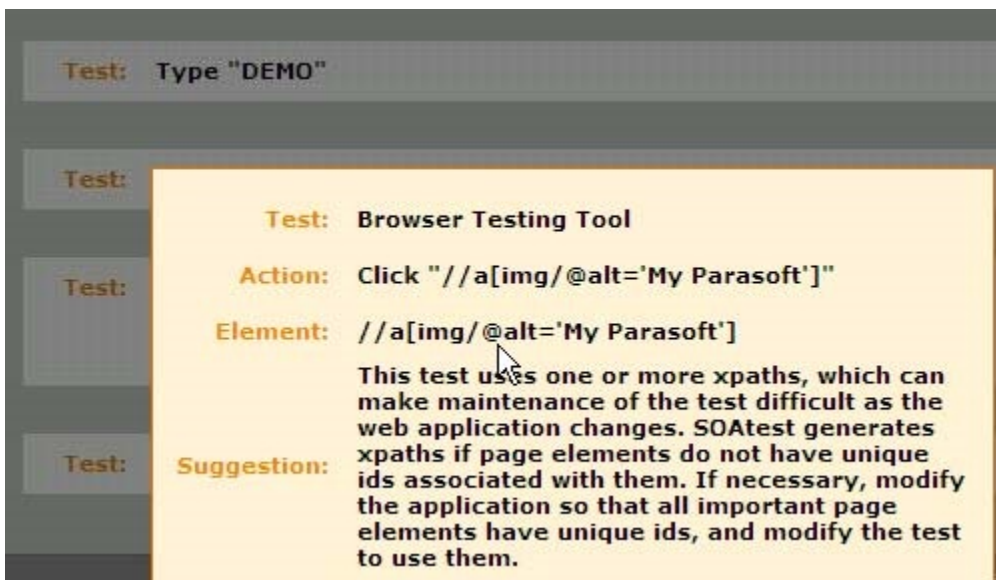 Test: Type "DEMO"
Test:
Test: Browser Testing Tool
Test:
Action: Click "//a[img/@alt='My Parasoft']"
Element: //a[img/@alt='My Parasoft']
Test:
Suggestion: This test uses one or more xpaths, which can
make maintenance of the test difficult as the
web application changes. SOAtest generates
xpaths if page elements do not have unique
ids associated with them. If necessary, modify
the application so that all important page
elements have unique ids, and modify the test
to use them.